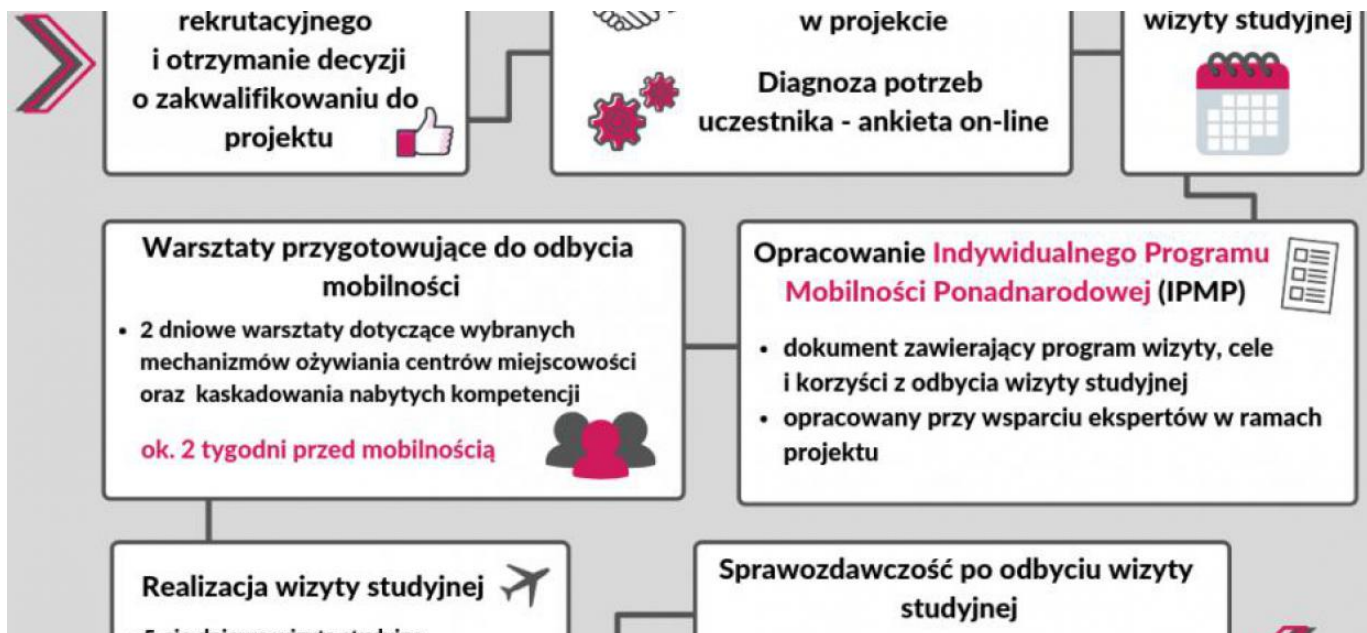 rekrutacyjnego
i otrzymanie decyzji
o zakwalifikowaniu do
projektu
w projekcie
Diagnoza potrzeb
uczestnika - ankieta on-line
wizyty studyjnej
Warsztaty przygotowujące do odbycia
mobilności
• 2 dniowe warsztaty dotyczące wybranych
mechanizmów ożywiania centrów miejscowości
oraz kaskadowania nabytych kompetencji
ok. 2 tygodni przed mobilnością
Opracowanie Indywidualnego Programu
Mobilności Ponadnarodowej (IPMP)
• dokument zawierający program wizyty, cele
i korzyści z odbycia wizyty studyjnej
• opracowany przy wsparciu ekspertów w ramach
projektu
Realizacja wizyty studyjnej
Sprawozdawczość po odbyciu wizyty
studyjnej